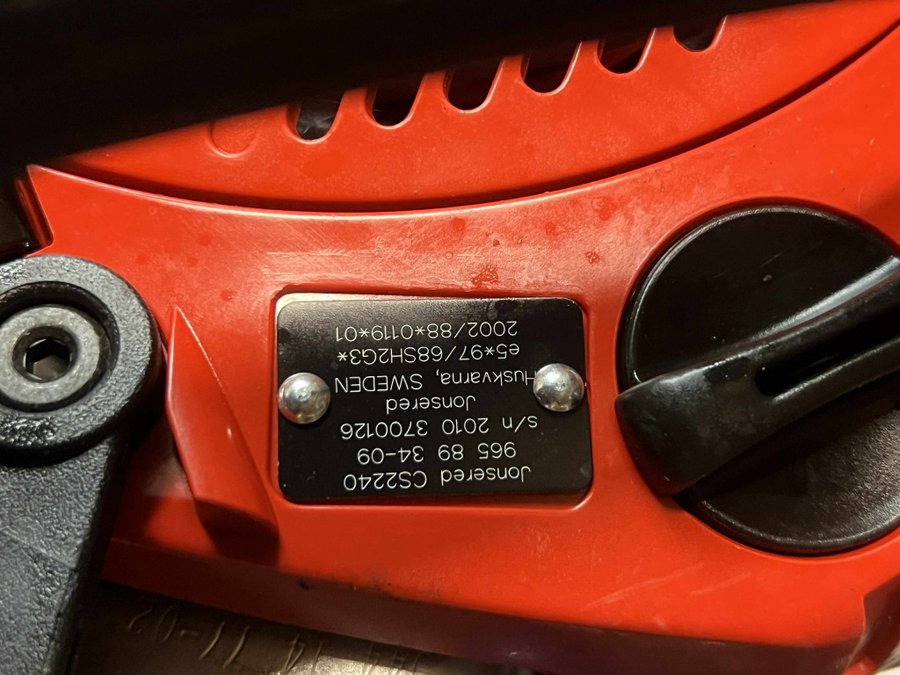 Jonsered CS2240
965 89 34-09
s/n 2010 3700126
Jonsered
Huskvarna, SWEDEN
e5*97/68SH2G3*
2002/88*0119*01